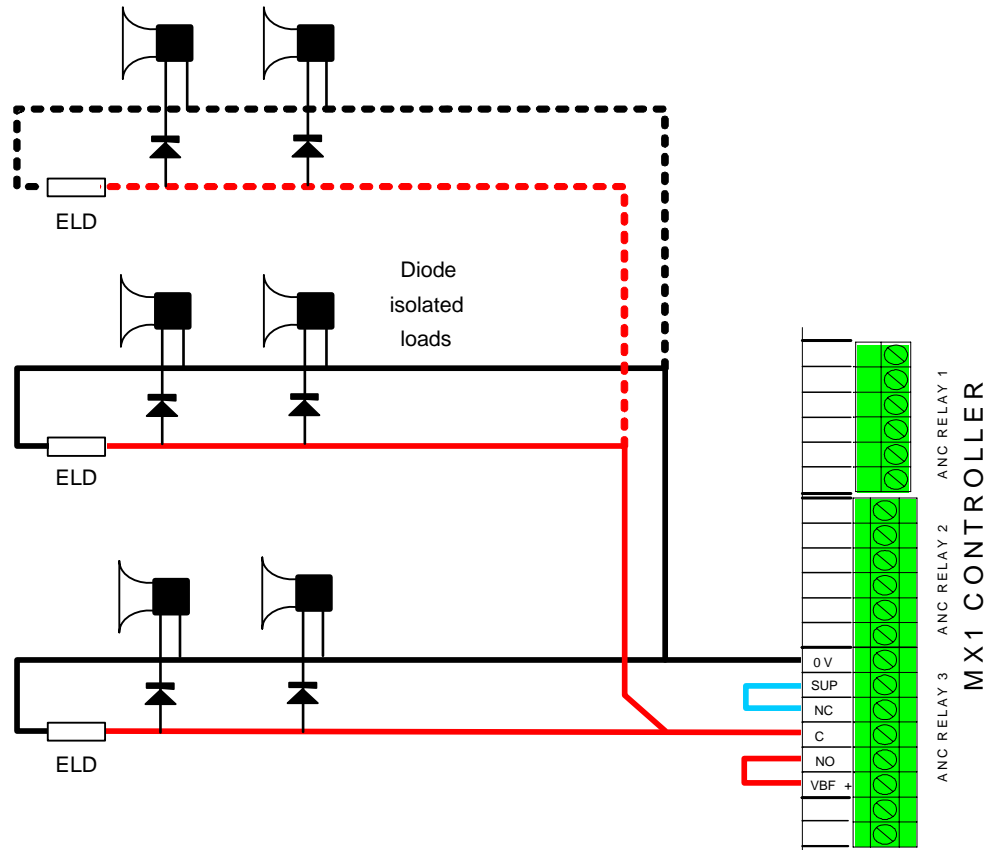 ELD
Diode
isolated
loads
ELD
ELD
0 V
SUP
NC
C
NO
VBF +
ANC RELAY 1
ANC RELAY 2
ANC RELAY 3
MX1 CONTROLLER